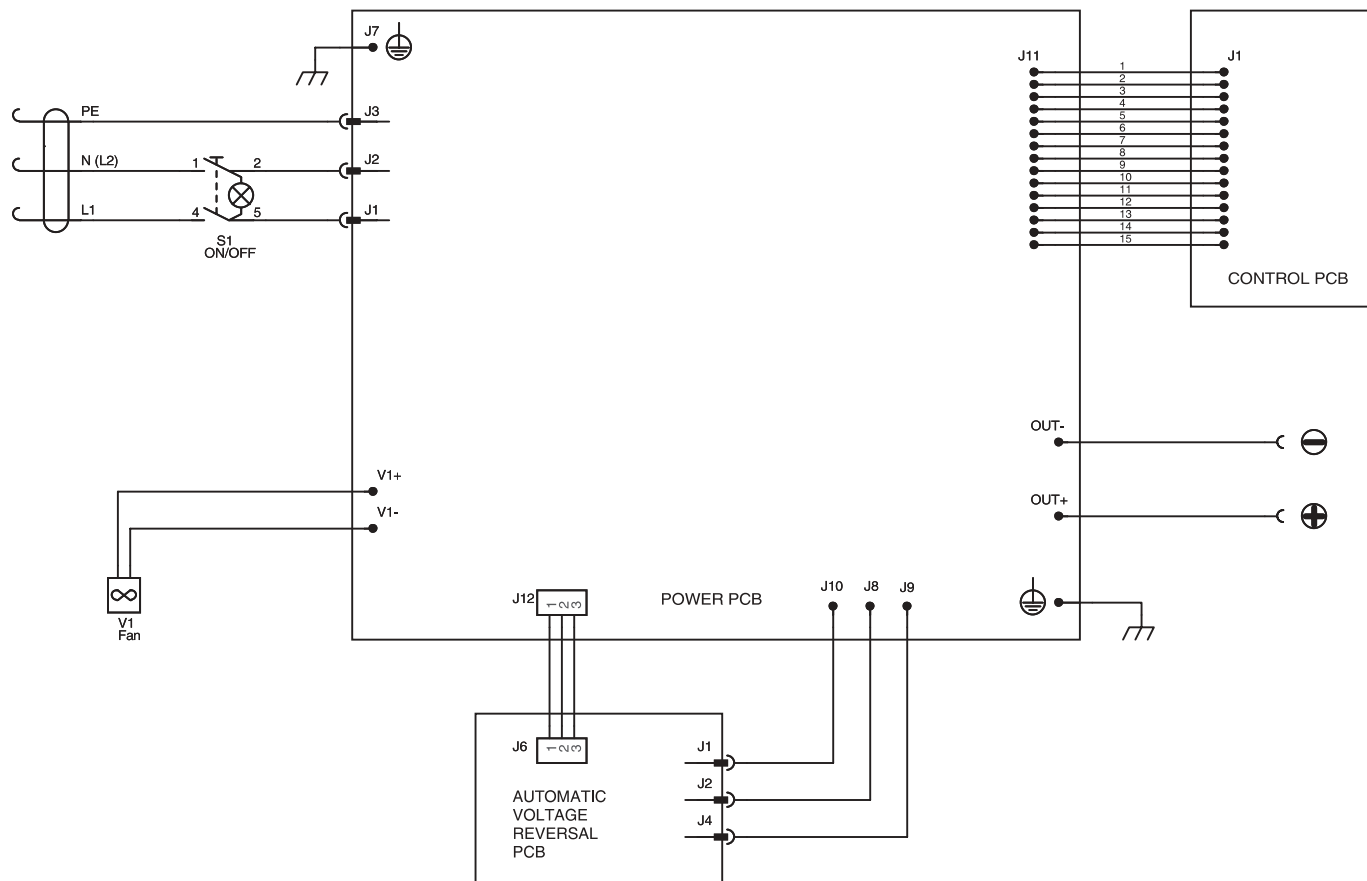 J7
J11
J1
PE
J3
N (L2)
1
2
J2
L1
4
5
J1
S1
ON/OFF
1
2
3
4
5
6
7
8
9
10
11
12
13
14
15
CONTROL PCB
OUT-
OUT+
V1+
V1-
V1
Fan
J12
1 2 3
POWER PCB
J10
J8
J9
J6
1 2 3
J1
J2
J4
AUTOMATIC
VOLTAGE
REVERSAL
PCB